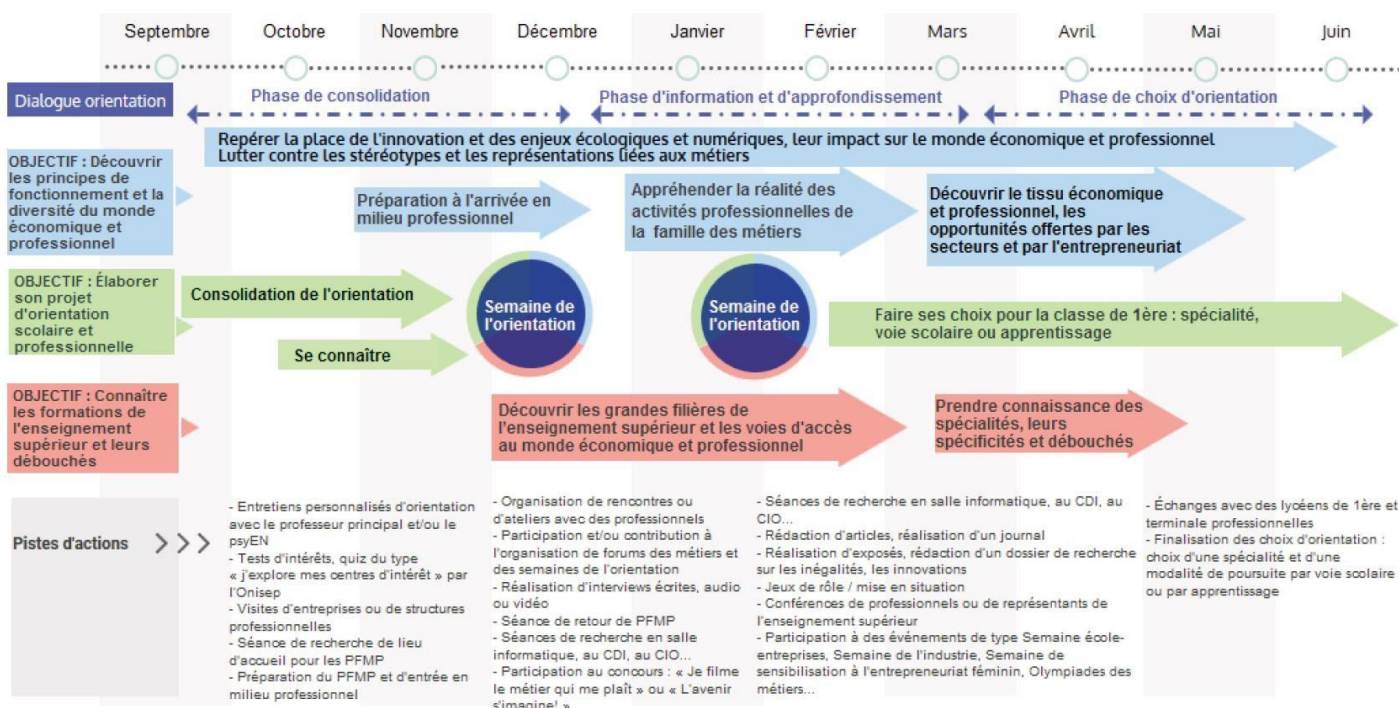 Septembre Octobre Novembre Décembre Janvier Février Mars Avril Mai Juin
Dialogue orientation
Phase de consolidation
Phase d'information et d'approfondissement
Phase de choix d'orientation
Repérer la place de l'innovation et des enjeux écologiques et numériques, leur impact sur le monde économique et professionnel
Lutter contre les stéréotypes et les représentations liées aux métiers
OBJECTIF : Découvrir
les principes de
fonctionnement et la
diversité du monde
économique et
professionnel
Préparation à l'arrivée en
milieu professionnel
Appréhender la réalité des
activités professionnelles de
la famille des métiers
Découvrir le tissu économique
et professionnel, les
opportunités offertes par les
secteurs et par l'entrepreneuriat
OBJECTIF : Élaborer
son projet
d'orientation
scolaire et
professionnelle
Consolidation de l'orientation
Se connaître
Semaine de
l'orientation
Semaine de
l'orientation
Faire ses choix pour la classe de 1ère : spécialité,
voie scolaire ou apprentissage
OBJECTIF : Connaître
les formations de
l'enseignement
supérieur et leurs
débouchés
Découvrir les grandes filières de
l'enseignement supérieur et les voies d'accès
au monde économique et professionnel
Prendre connaissance des
spécialités, leurs
spécificités et débouchés
Pistes d'actions
- Entretiens personnalisés d'orientation
avec le professeur principal et/ou le
psyEN
- Tests d'intérêts, quiz du type
« j'explore mes centres d'intérêt » par
l'Onisep
- Visites d'entreprises ou de structures
professionnelles
- Séance de recherche de lieu
d'accueil pour les PFMP
- Préparation du PFMP et d'entrée en
milieu professionnel
- Organisation de rencontres ou
d'ateliers avec des professionnels
- Participation et/ou contribution à
l'organisation de forums des métiers et
des semaines de l'orientation
- Réalisation d'interviews écrites, audio
ou vidéo
- Séance de retour de PFMP
- Séances de recherche en salle
informatique, au CDI, au CIO...
- Participation au concours : « Je filme
le métier qui me plaît » ou « L'avenir
s'imagine! »
- Séances de recherche en salle informatique, au CDI, au
CIO...
- Rédaction d'articles, réalisation d'un journal
- Réalisation d'exposés, rédaction d'un dossier de recherche
sur les inégalités, les innovations
- Jeux de rôle / mise en situation
- Conférences de professionnels ou de représentants de
l'enseignement supérieur
- Participation à des événements de type Semaine école-
entreprises, Semaine de l'industrie, Semaine de
sensibilisation à l'entrepreneuriat féminin, Olympiades des
métiers...
- Échanges avec des lycéens de 1ère et
terminale professionnelles
- Finalisation des choix d'orientation :
choix d'une spécialité et d'une
modalité de poursuite par voie scolaire
ou par apprentissage